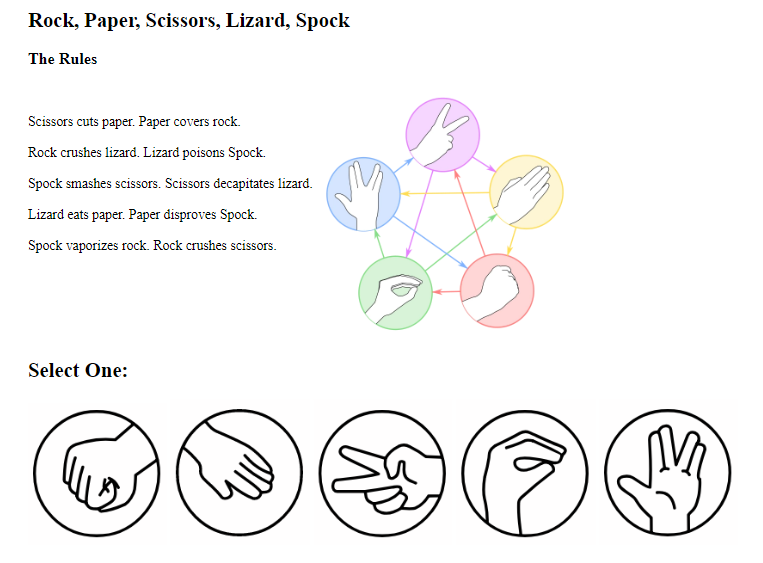 Rock, Paper, Scissors, Lizard, Spock
The Rules
Scissors cuts paper. Paper covers rock.
Rock crushes lizard. Lizard poisons Spock.
Spock smashes scissors. Scissors decapitates lizard.
Lizard eats paper. Paper disproves Spock.
Spock vaporizes rock. Rock crushes scissors.
Select One: